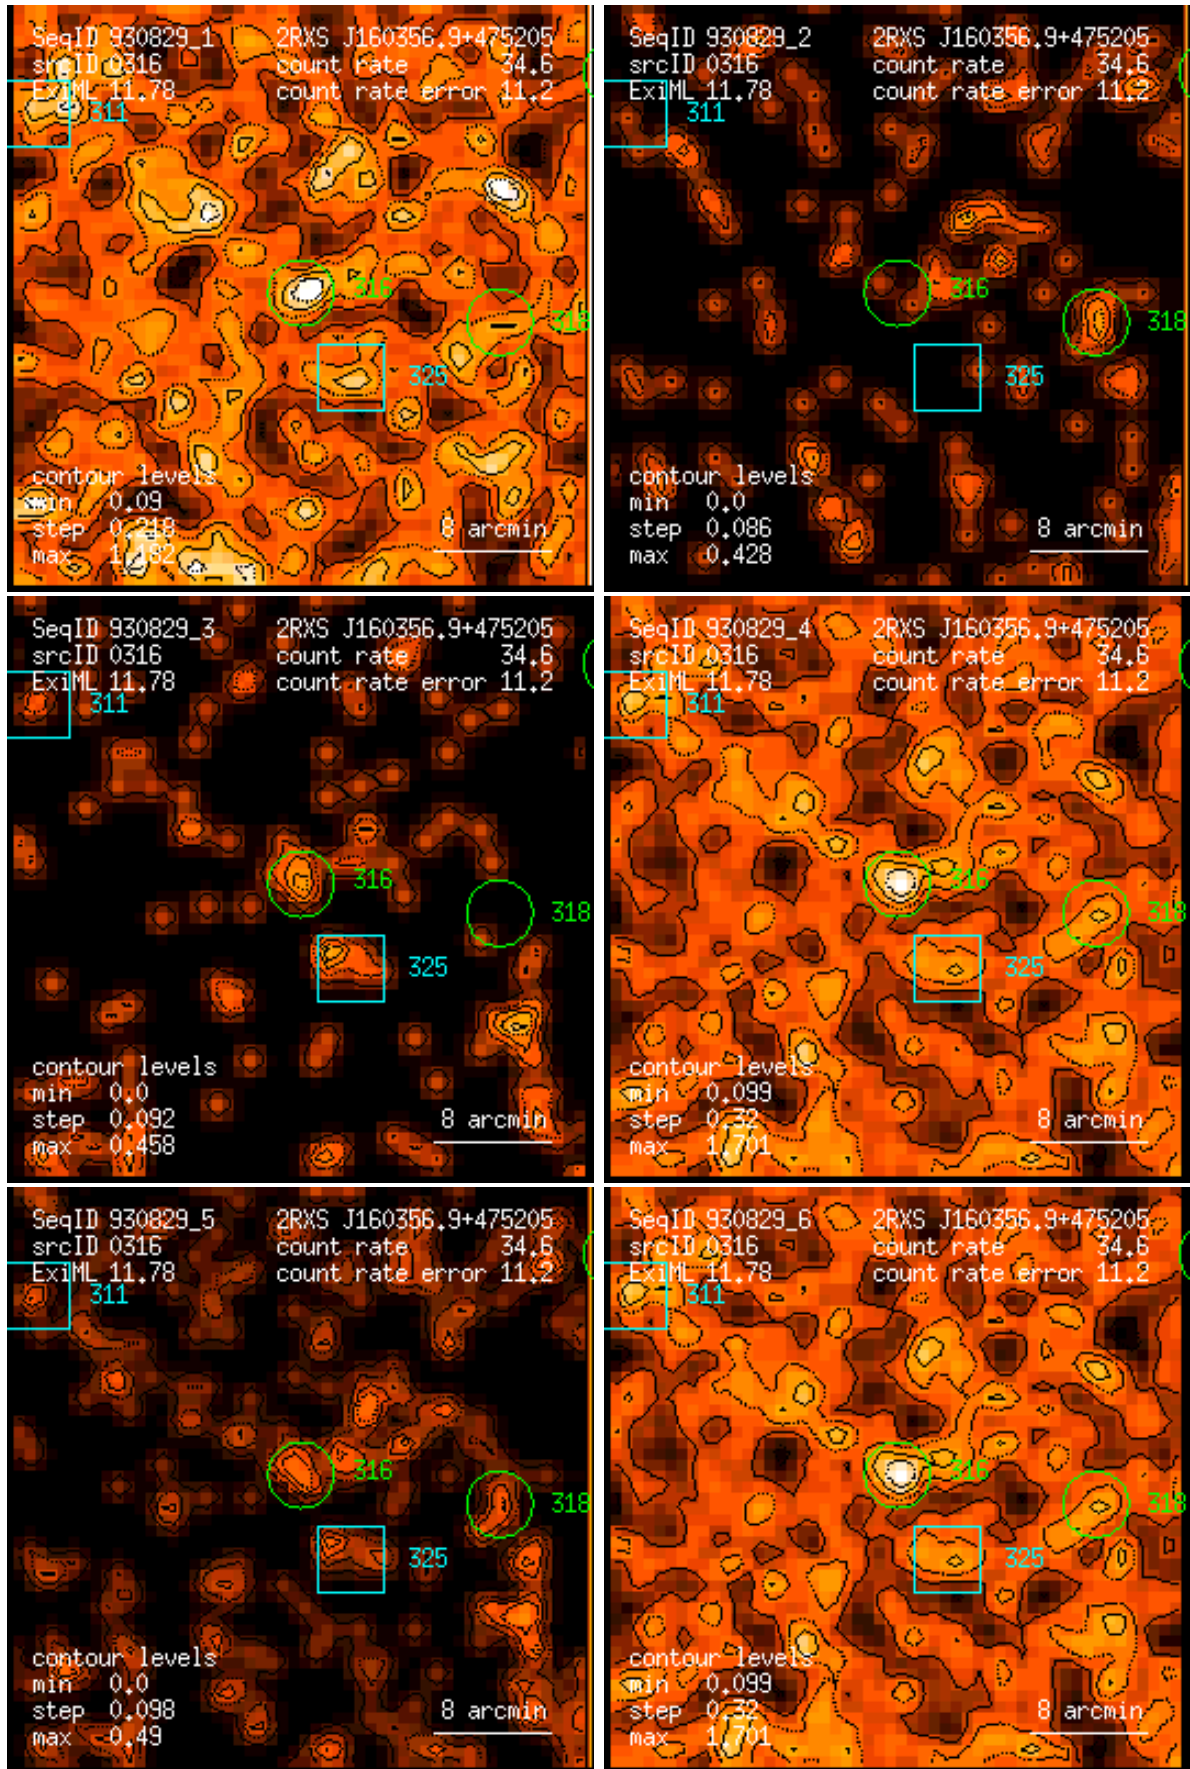 SeqID 930829_1 2RXS J160356.9+475205
srcID 0316 count rate 34.6
ExiML 11.78 count rate error 11.2
311
316
318
325
contour levels
min 0.09
step 0.218 8 arcmin
max 1.182
SeqID 930829_2 2RXS J160356.9+475205
srcID 0316 count rate 34.6
ExiML 11.78 count rate error 11.2
311
316
318
325
contour levels
min 0.0
step 0.086 8 arcmin
max 0.428
SeqID 930829_3 2RXS J160356.9+475205
srcID 0316 count rate 34.6
ExiML 11.78 count rate error 11.2
311
316
318
325
contour levels
min 0.0
step 0.092 8 arcmin
max 0.458
SeqID 930829_4 2RXS J160356.9+475205
srcID 0316 count rate 34.6
ExiML 11.78 count rate error 11.2
311
316
318
325
contour levels
min 0.099
step 0.32 8 arcmin
max 1.701
SeqID 930829_5 2RXS J160356.9+475205
srcID 0316 count rate 34.6
ExiML 11.78 count rate error 11.2
311
316
318
325
contour levels
min 0.0
step 0.098 8 arcmin
max 0.49
SeqID 930829_6 2RXS J160356.9+475205
srcID 0316 count rate 34.6
ExiML 11.78 count rate error 11.2
311
316
318
325
contour levels
min 0.099
step 0.32 8 arcmin
max 1.701